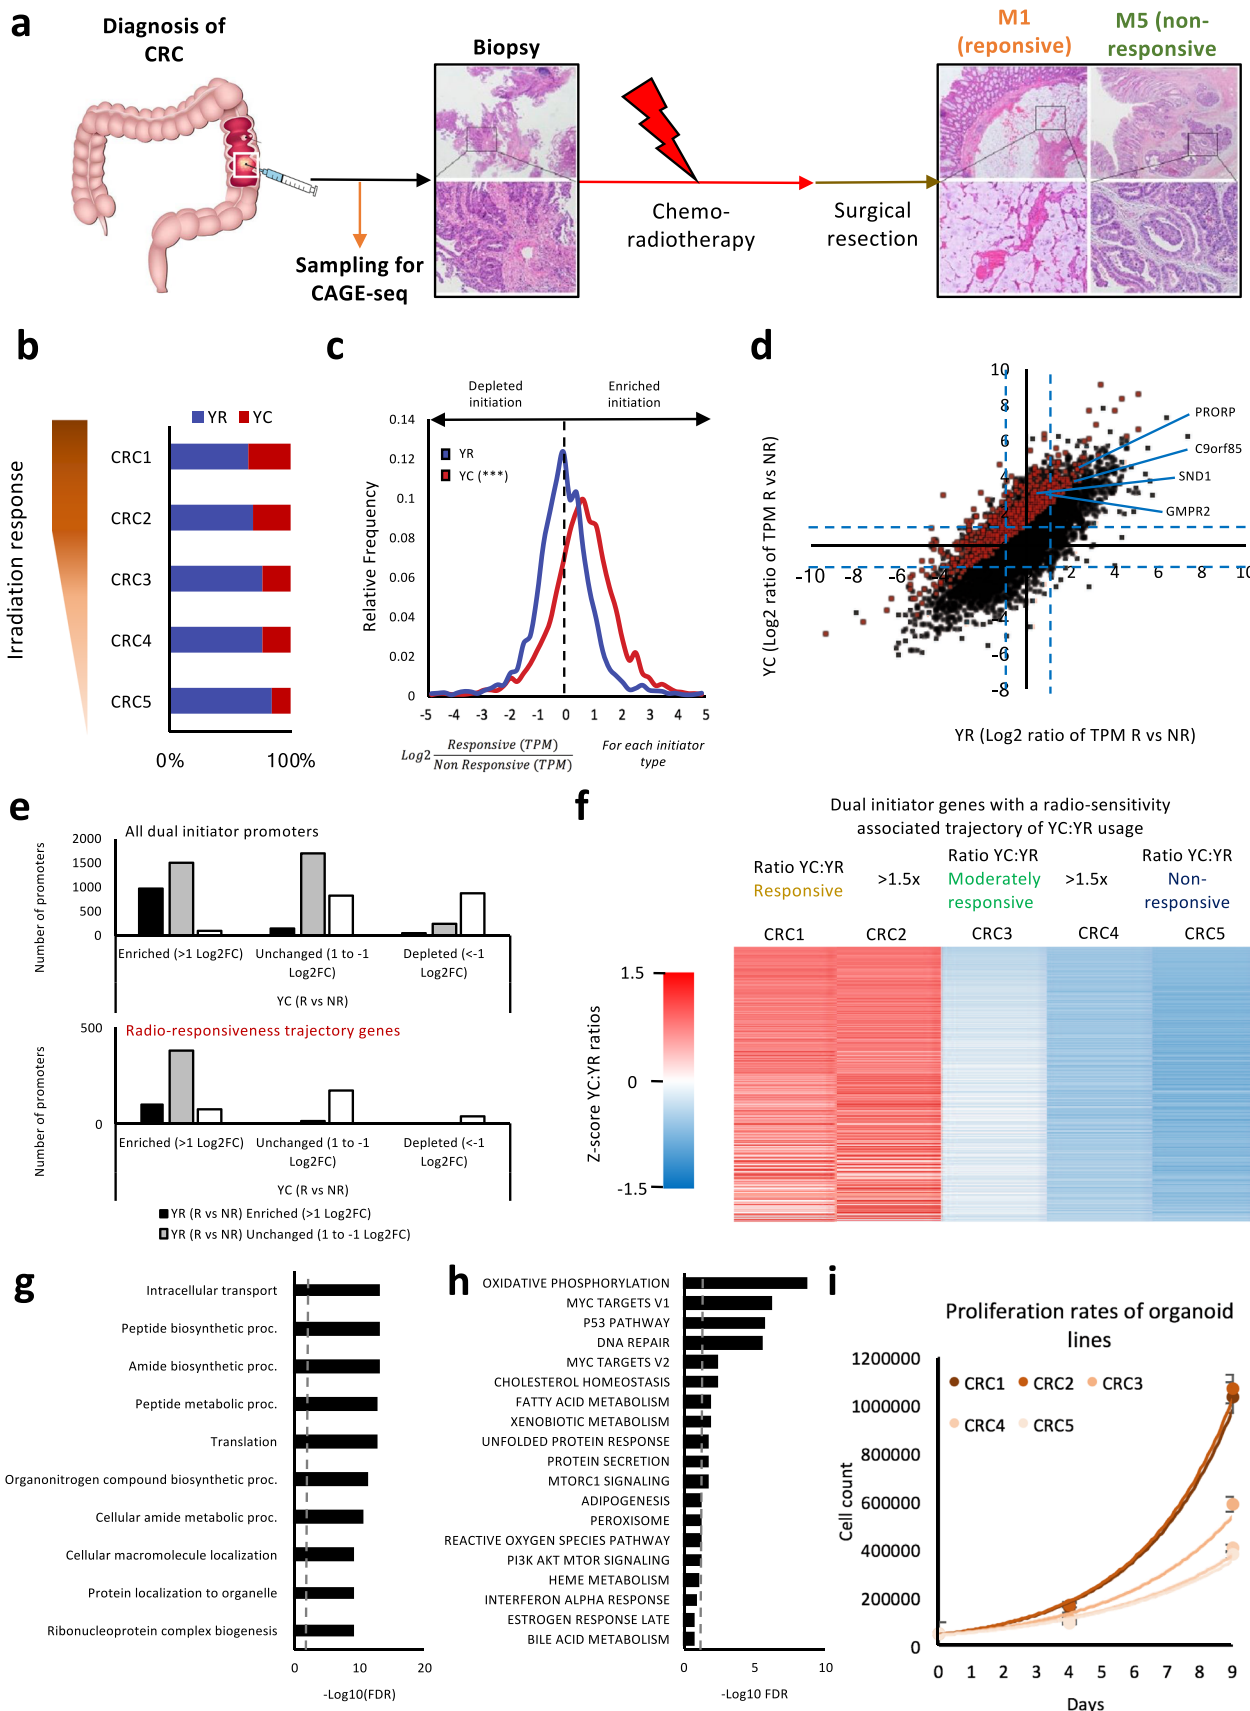 a
Diagnosis of
CRC
Biopsy
M1
(reponsive)
M5 (non-
responsive
Sampling for
CAGE-seq
Chemo-
radiotherapy
Surgical
resection
b
YR
YC
Irradiation response
CRC1
CRC2
CRC3
CRC4
CRC5
0%
100%
c
Depleted
initiation
Enriched
initiation
YR
YC (***)
Relative Frequency
0.14
0.12
0.1
0.08
0.06
0.04
0.02
0
-5
-4
-3
-2
-1
0
1
2
3
4
5
Log2 Responsive (TPM)
Non Responsive (TPM)
For each initiator
type
d
10
8
6
4
2
-4
-6
-8
-10
-8
-6
-4
2
4
6
8
10
PRORP
C9orf85
SND1
GMPR2
YC (Log2 ratio of TPM R vs NR)
YR (Log2 ratio of TPM R vs NR)
e
All dual initiator promoters
Number of promoters
2000
1500
1000
500
0
Enriched (>1 Log2FC)
Unchanged (1 to -1
Log2FC)
Depleted (<-1
Log2FC)
YC (R vs NR)
Radio-responsiveness trajectory genes
Number of promoters
500
0
Enriched (>1 Log2FC)
Unchanged (1 to -1
Log2FC)
Depleted (<-1
Log2FC)
YC (R vs NR)
YR (R vs NR) Enriched (>1 Log2FC)
YR (R vs NR) Unchanged (1 to -1 Log2FC)
f
Dual initiator genes with a radio-sensitivity
associated trajectory of YC:YR usage
Ratio YC:YR
Responsive
>1.5x
Ratio YC:YR
Moderately
responsive
>1.5x
Ratio YC:YR
Non-
responsive
CRC1
CRC2
CRC3
CRC4
CRC5
Z-score YC:YR ratios
1.5
0
-1.5
g
Intracellular transport
Peptide biosynthetic proc.
Amide biosynthetic proc.
Peptide metabolic proc.
Translation
Organonitrogen compound biosynthetic proc.
Cellular amide metabolic proc.
Cellular macromolecule localization
Protein localization to organelle
Ribonucleoprotein complex biogenesis
0
10
20
-Log10(FDR)
h
OXIDATIVE PHOSPHORYLATION
MYC TARGETS V1
P53 PATHWAY
DNA REPAIR
MYC TARGETS V2
CHOLESTEROL HOMEOSTASIS
FATTY ACID METABOLISM
XENOBIOTIC METABOLISM
UNFOLDED PROTEIN RESPONSE
PROTEIN SECRETION
MTORC1 SIGNALING
ADIPOGENESIS
PEROXISOME
REACTIVE OXYGEN SPECIES PATHWAY
PI3K AKT MTOR SIGNALING
HEME METABOLISM
INTERFERON ALPHA RESPONSE
ESTROGEN RESPONSE LATE
BILE ACID METABOLISM
0
5
10
-Log10 FDR
i
Proliferation rates of organoid
lines
CRC1
CRC2
CRC3
CRC4
CRC5
Cell count
1200000
1000000
800000
600000
400000
200000
0
0
1
2
3
4
5
6
7
8
9
Days